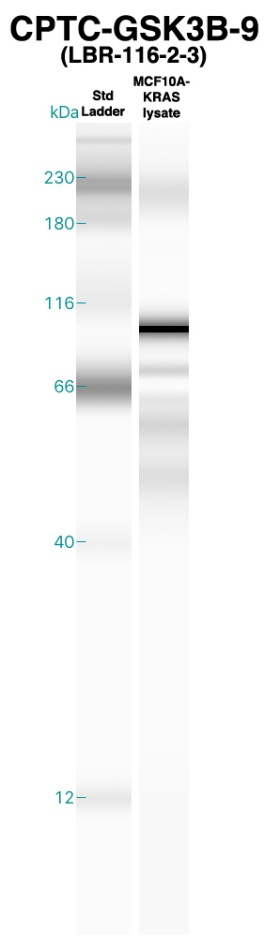 CPTC-GSK3B-9
(LBR-116-2-3)
MCF10A-
KRAS
lysate
Std
Ladder
kDa
230
180
116
66
40
12